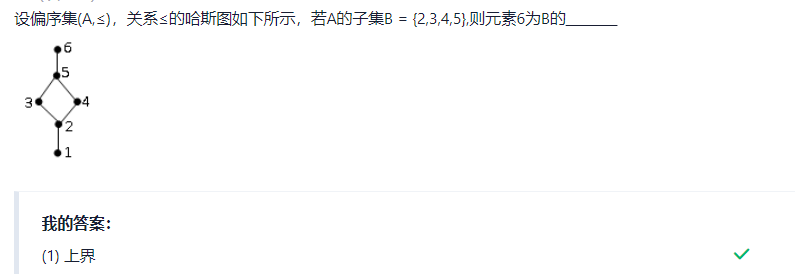 设偏序集(A,≤)，关系≤的哈斯图如下所示，若A的子集B = {2,3,4,5},则元素6为B的_______
6
5
3
4
2
1
我的答案：
(1) 上界